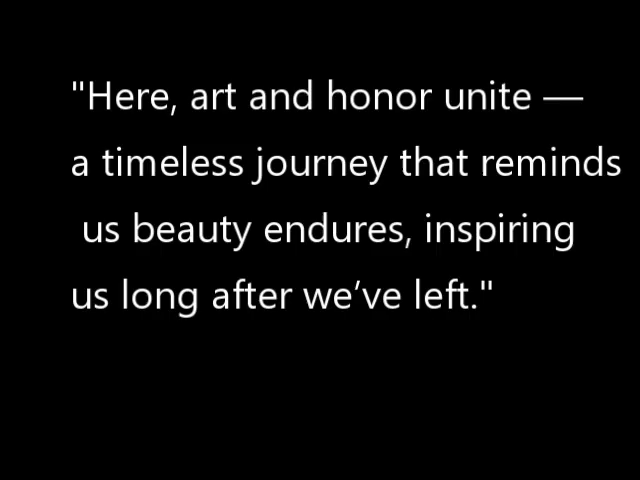 "Here, art and honor unite —
a timeless journey that reminds
us beauty endures, inspiring
us long after we’ve left."